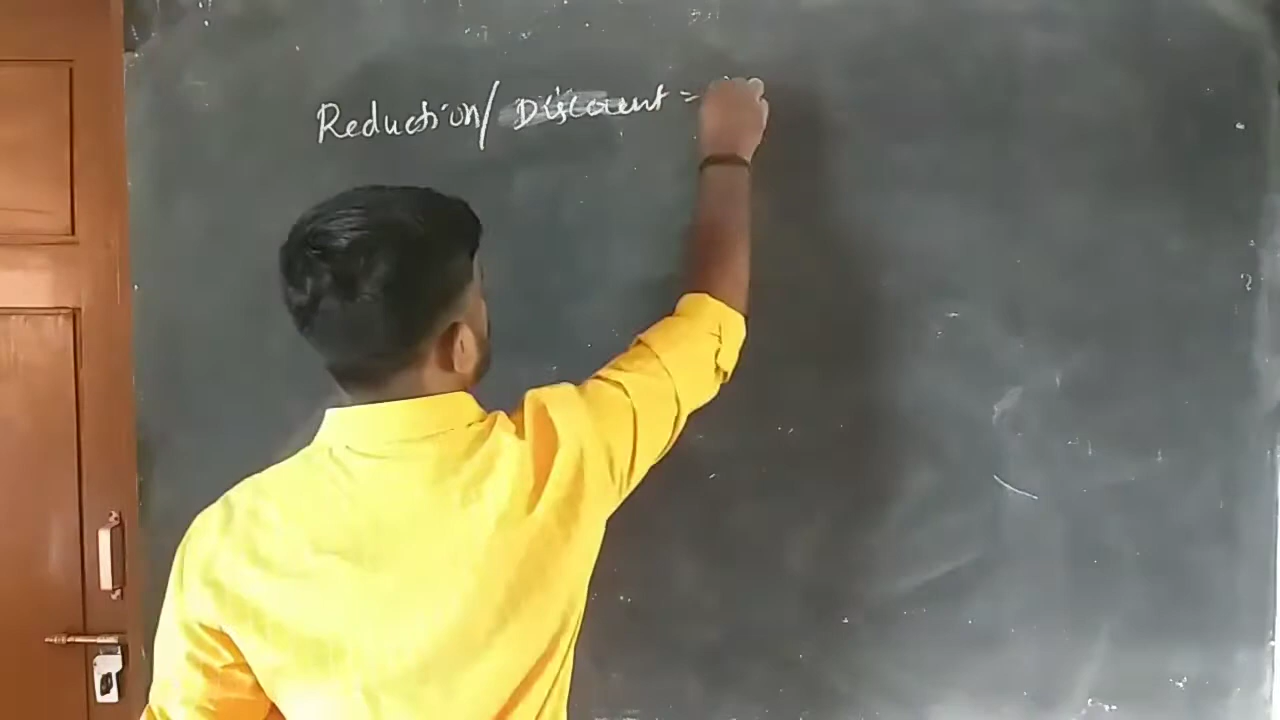 Reduction/ Discount =